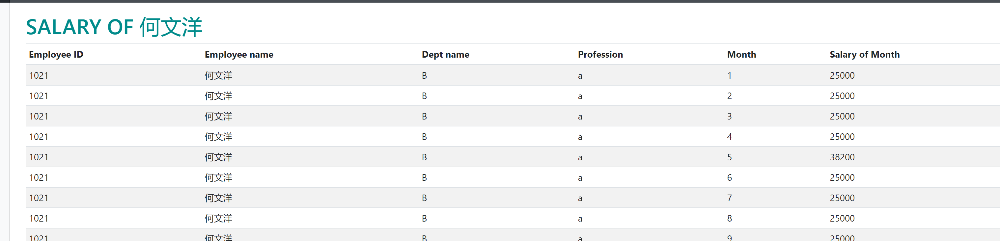 SALARY OF 何文洋
Employee ID Employee name Dept name Profession Month Salary of Month
1021 何文洋 B a 1 25000
1021 何文洋 B a 2 25000
1021 何文洋 B a 3 25000
1021 何文洋 B a 4 25000
1021 何文洋 B a 5 38200
1021 何文洋 B a 6 25000
1021 何文洋 B a 7 25000
1021 何文洋 B a 8 25000
1021 何文洋 B a 9 25000